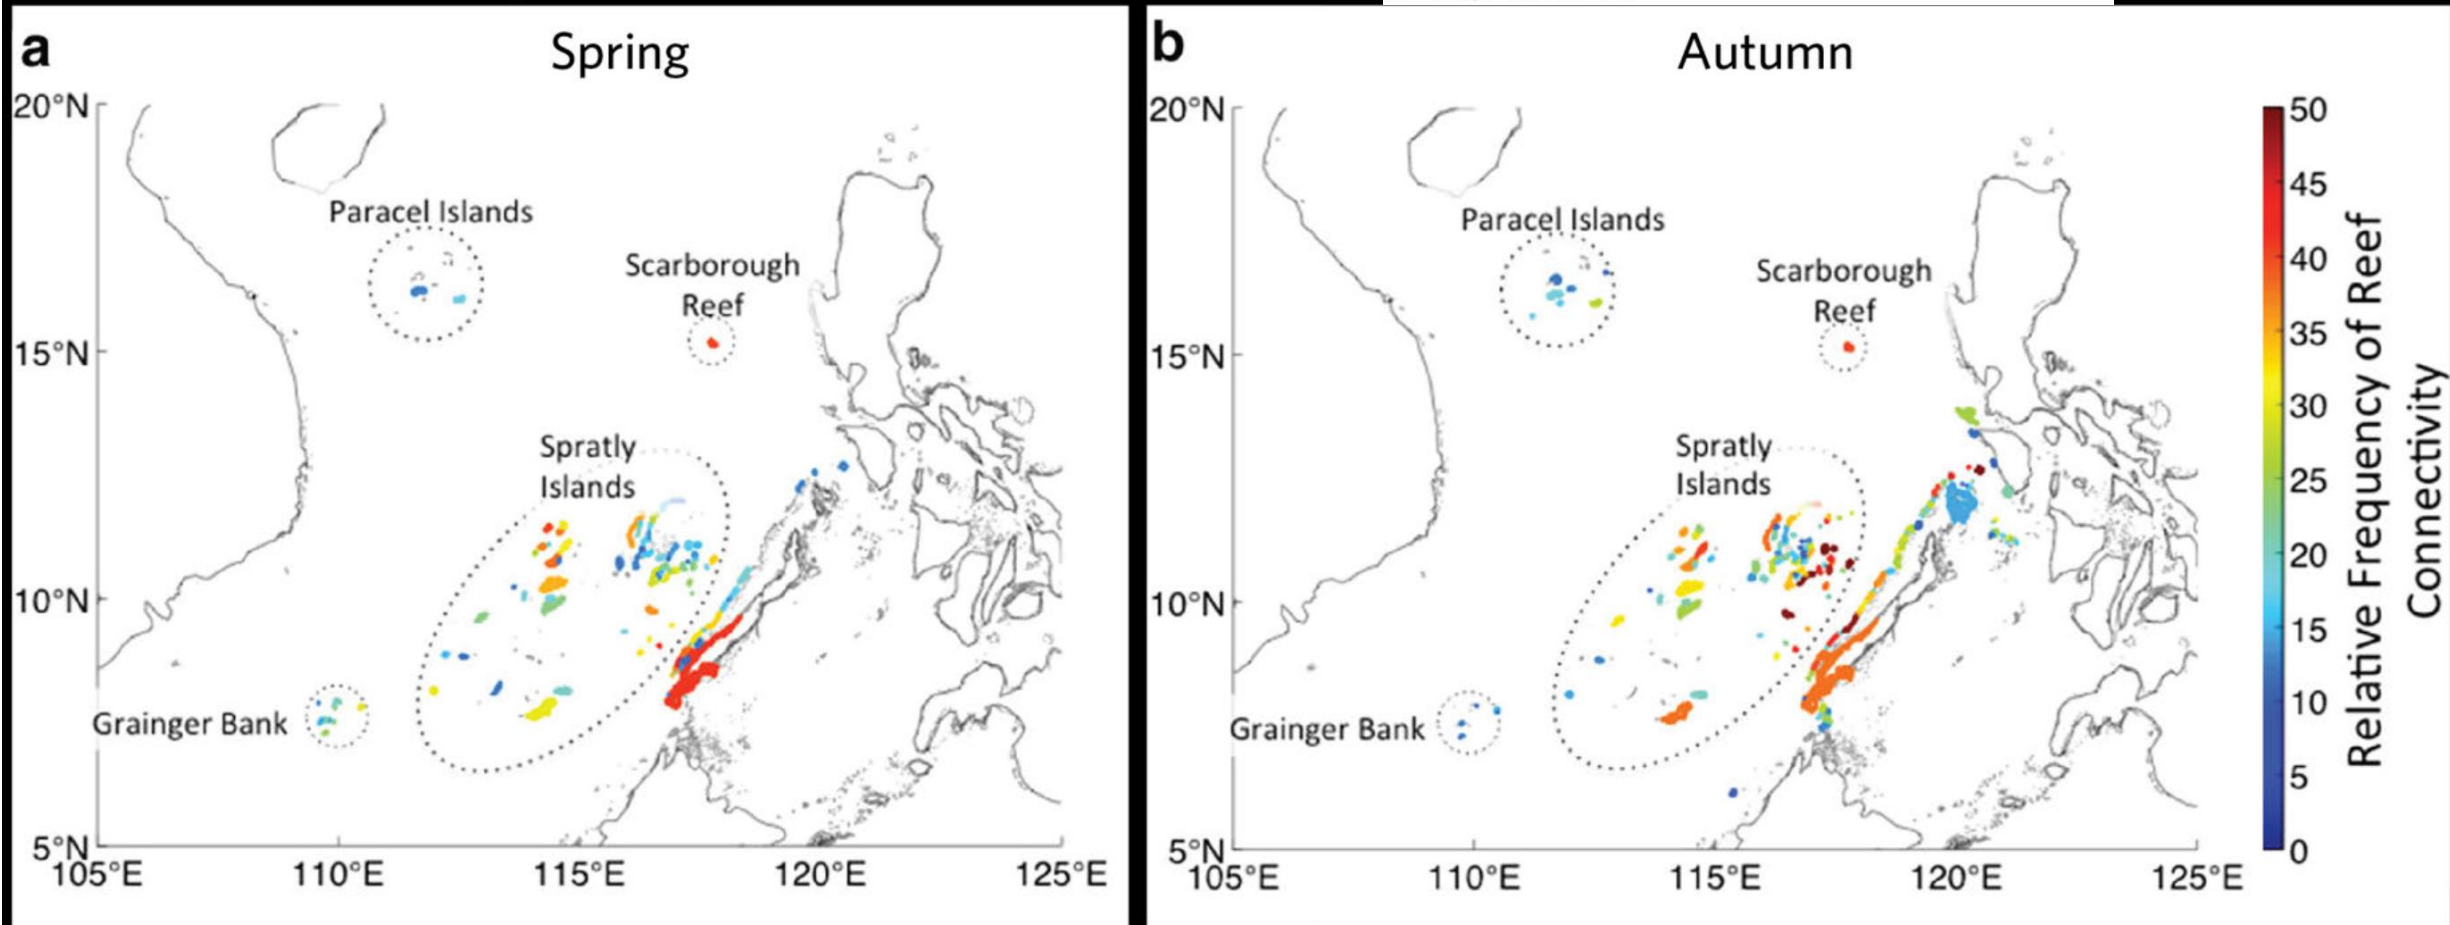 a
Spring
20°N
15°N
10°N
5°N
105°E
110°E
115°E
120°E
125°E
Paracel Islands
Scarborough
Reef
Spratly
Islands
Grainger Bank
b
Autumn
20°N
15°N
10°N
5°N
105°E
110°E
115°E
120°E
125°E
Paracel Islands
Scarborough
Reef
Spratly
Islands
Grainger Bank
50
45
40
35
30
25
20
15
10
5
0
Relative Frequency of Reef
Connectivity